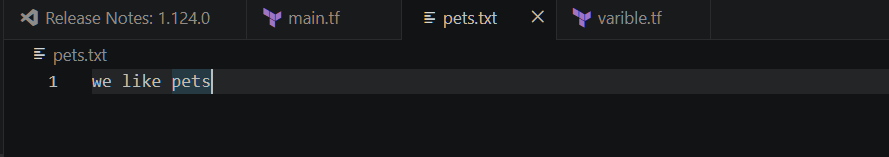 Release Notes: 1.124.0 main.tf pets.txt varible.tf
pets.txt
1 we like pets